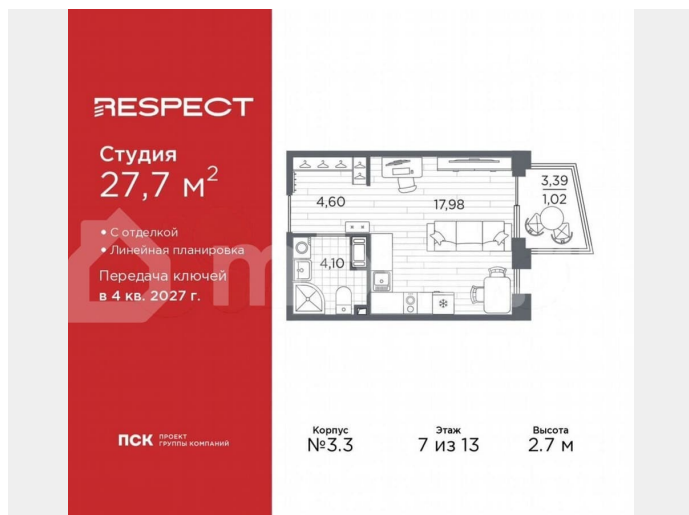 RESPECT
Студия
27,7 м²
• С отделкой
• Линейная планировка
Передача ключей
в 4 кв. 2027 г.
ПСК ПРОЕКТ
ГРУППЫ КОМПАНИЙ
4,60
17,98
3,39
1,02
4,10
Корпус
№3.3
Этаж
7 из 13
Высота
2.7 м